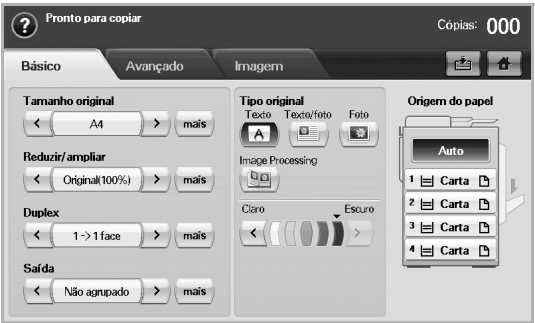 ? Pronto para copiar
Cópias: 000
Básico Avançado Imagem
Tamanho original
< A4 > mais
Reduzir/ampliar
< Original(100%) > mais
Duplex
< 1 -> 1 face > mais
Saída
< Não agrupado > mais
Tipo original
Texto Texto/foto Foto
A
Image Processing
Claro Escuro
< >
Origem do papel
Auto
1 Carta
2 Carta
3 Carta
4 Carta